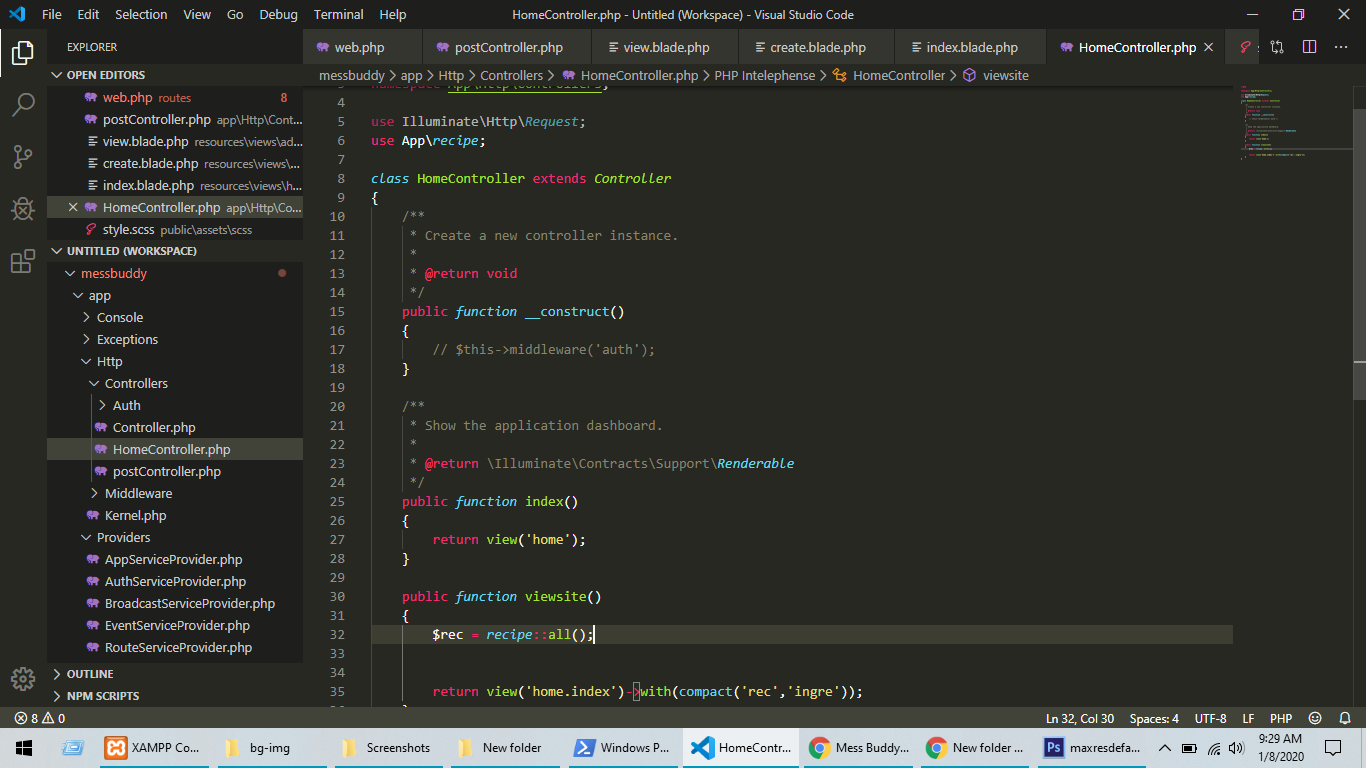 File Edit Selection View Go Debug Terminal Help HomeController.php - Untitled (Workspace) - Visual Studio Code
EXPLORER
OPEN EDITORS
web.php routes 8
postController.php app\Http\Cont...
view.blade.php resources\views\ad...
create.blade.php resources\views\...
index.blade.php resources\views\h...
HomeController.php app\Http\Co...
style.scss public\assets\scss
UNTITLED (WORKSPACE)
messbuddy
app
Console
Exceptions
Http
Controllers
Auth
Controller.php
HomeController.php
postController.php
Middleware
Kernel.php
Providers
AppServiceProvider.php
AuthServiceProvider.php
BroadcastServiceProvider.php
EventServiceProvider.php
RouteServiceProvider.php
OUTLINE
NPM SCRIPTS
web.php postController.php view.blade.php create.blade.php index.blade.php HomeController.php
messbuddy > app > Http > Controllers > HomeController.php > PHP Intelephense > HomeController > viewsite
3 namespace App\Http\Controllers;
4
5 use Illuminate\Http\Request;
6 use App\recipe;
7
8 class HomeController extends Controller
9 {
10 /**
11 * Create a new controller instance.
12 *
13 * @return void
14 */
15 public function __construct()
16 {
17 // $this->middleware('auth');
18 }
19
20 /**
21 * Show the application dashboard.
22 *
23 * @return \Illuminate\Contracts\Support\Renderable
24 */
25 public function index()
26 {
27 return view('home');
28 }
29
30 public function viewsite()
31 {
32 $rec = recipe::all();
33
34
35 return view('home.index')->with(compact('rec','ingre'));
8 0 Ln 32, Col 30 Spaces: 4 UTF-8 LF PHP
XAMPP Co... bg-img Screenshots New folder Windows P... HomeContr... Mess Buddy... New folder ... Ps maxresdefa... 9:29 AM
1/8/2020